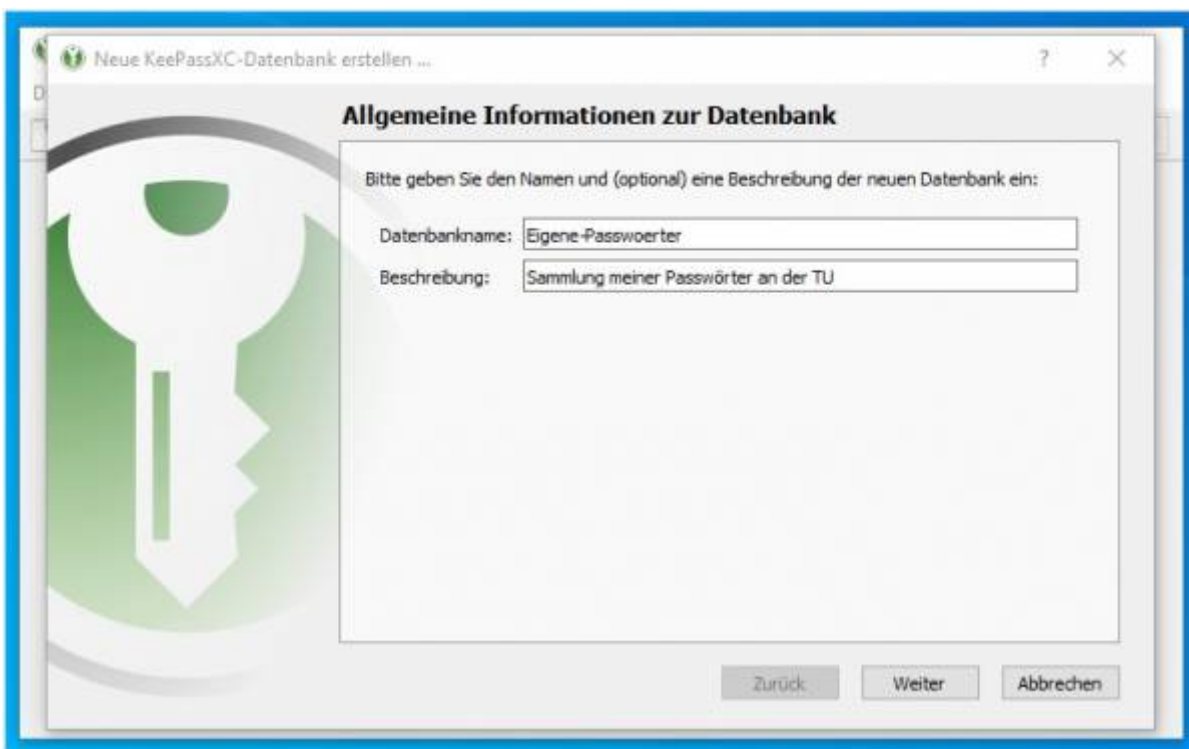 Neue KeePassXC-Datenbank erstellen ...
?
D
Allgemeine Informationen zur Datenbank
Bitte geben Sie den Namen und (optional) eine Beschreibung der neuen Datenbank ein:
Datenbankname: Eigene-Passwoerter
Beschreibung: Sammlung meiner Passwörter an der TU
Zurück Weiter Abbrechen